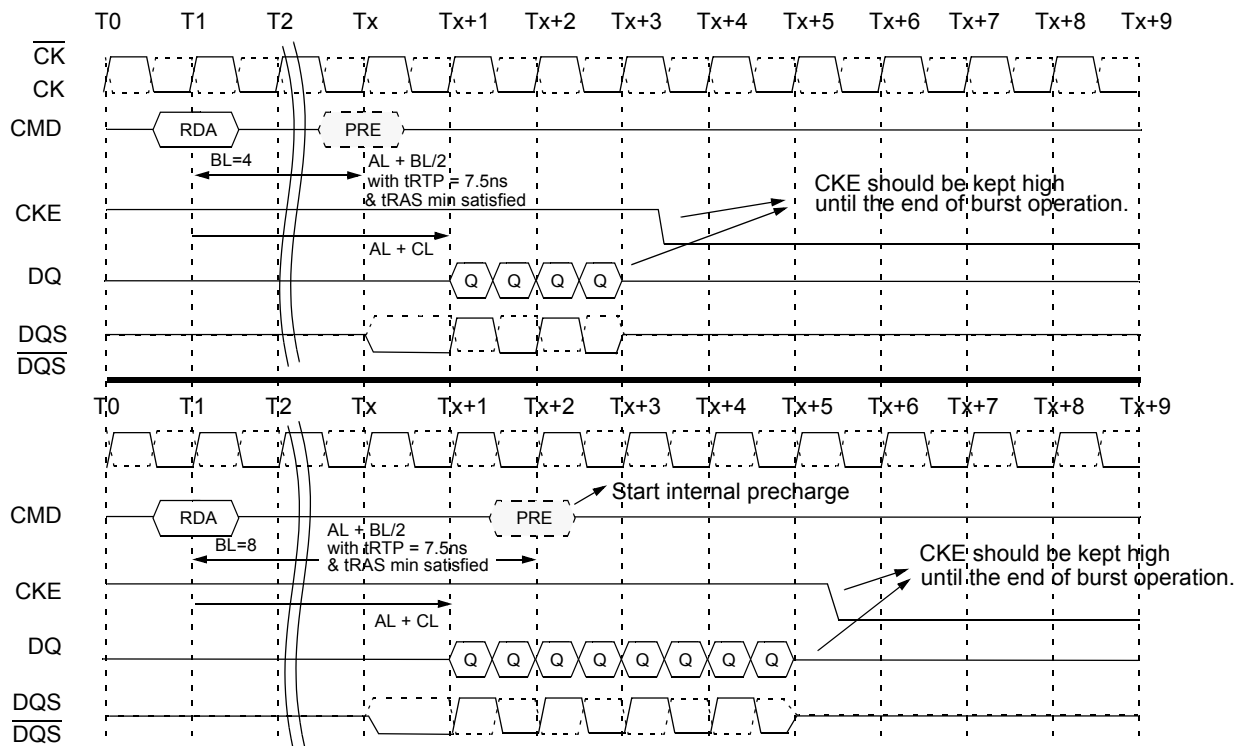 T0 T1 T2 Tx Tx+1 Tx+2 Tx+3 Tx+4 Tx+5 Tx+6 Tx+7 Tx+8 Tx+9
CK
CK
CMD RDA PRE
BL=4 AL + BL/2
with tRTP = 7.5ns
& tRAS min satisfied
CKE should be kept high
until the end of burst operation.
CKE
AL + CL
DQ Q Q Q Q
DQS
DQS
T0 T1 T2 Tx Tx+1 Tx+2 Tx+3 Tx+4 Tx+5 Tx+6 Tx+7 Tx+8 Tx+9
Start internal precharge
CMD RDA PRE
BL=8 AL + BL/2
with tRTP = 7.5ns
& tRAS min satisfied
CKE should be kept high
until the end of burst operation.
CKE
AL + CL
DQ Q Q Q Q Q Q Q Q
DQS
DQS